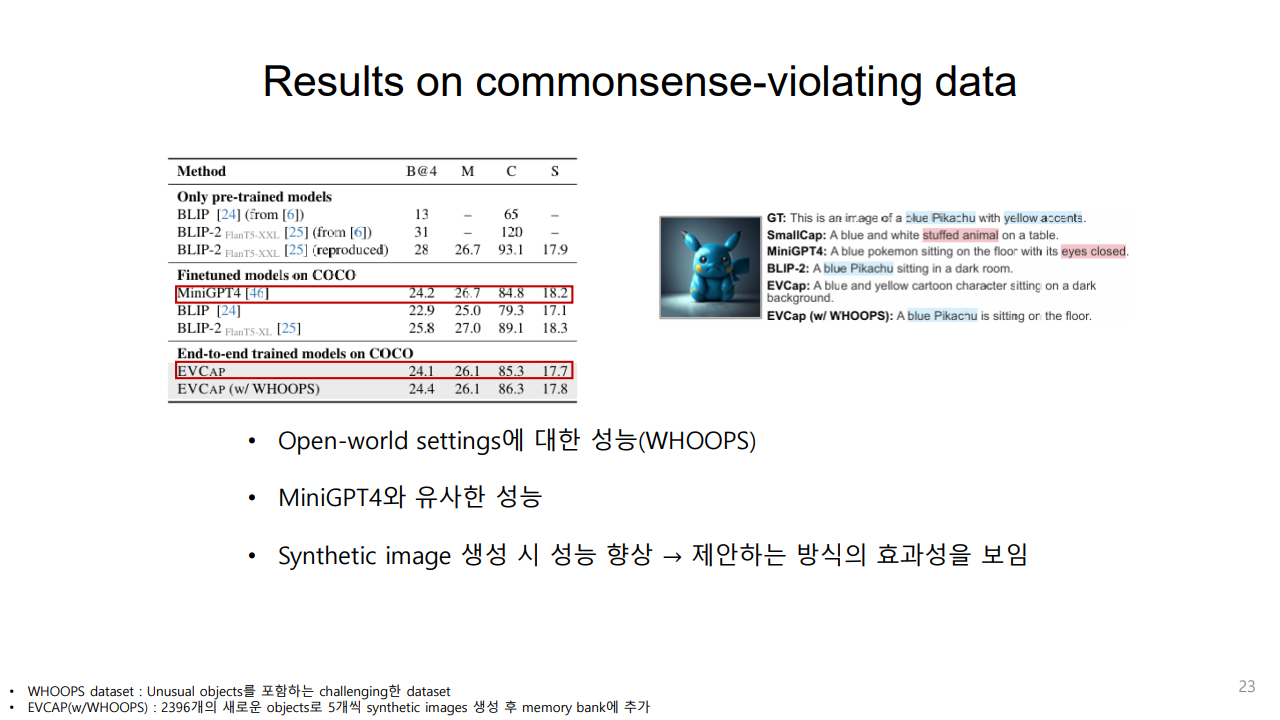 Results on commonsense-violating data
Method B@4 M C S
Only pre-trained models
BLIP [24] (from [6]) 13 – 65 –
BLIP-2 FlanT5-XXL [25] (from [6]) 31 – 120 –
BLIP-2 FlanT5-XXL [25] (reproduced) 28 26.7 93.1 17.9
Finetuned models on COCO
MiniGPT4 [46] 24.2 26.7 84.8 18.2
BLIP [24] 22.9 25.0 79.3 17.1
BLIP-2 FlanT5-XL [25] 25.8 27.0 89.1 18.3
End-to-end trained models on COCO
EVCAP 24.1 26.1 85.3 17.7
EVCAP (w/ WHOOPS) 24.4 26.1 86.3 17.8
GT: This is an image of a blue Pikachu with yellow accents.
SmallCap: A blue and white stuffed animal on a table.
MiniGPT4: A blue pokemon sitting on the floor with its eyes closed.
BLIP-2: A blue Pikachu sitting in a dark room.
EVCap: A blue and yellow cartoon character sitting on a dark
background.
EVCap (w/ WHOOPS): A blue Pikachu is sitting on the floor.
• Open-world settings에 대한 성능(WHOOPS)
• MiniGPT4와 유사한 성능
• Synthetic image 생성 시 성능 향상 → 제안하는 방식의 효과성을 보임
• WHOOPS dataset : Unusual objects를 포함하는 challenging한 dataset
• EVCAP(w/WHOOPS) : 2396개의 새로운 objects로 5개씩 synthetic images 생성 후 memory bank에 추가
23